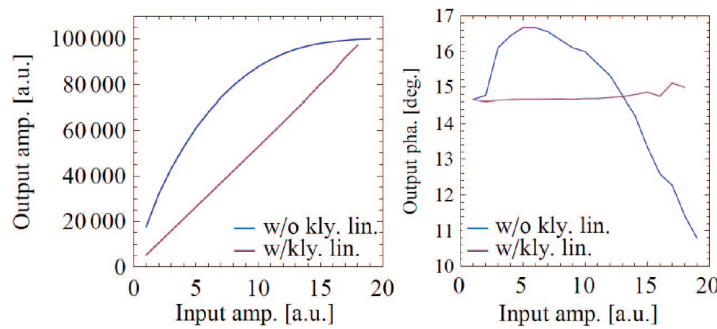 Output amp. [a.u.]
100 000
80 000
60 000
40 000
20 000
0
w/o kly. lin.
w/kly. lin.
0 5 10 15 20
Input amp. [a.u.]
Output pha. [deg.]
17
16
15
14
13
12
11
10
w/o kly. lin.
w/kly. lin.
0 5 10 15 20
Input amp. [a.u.]